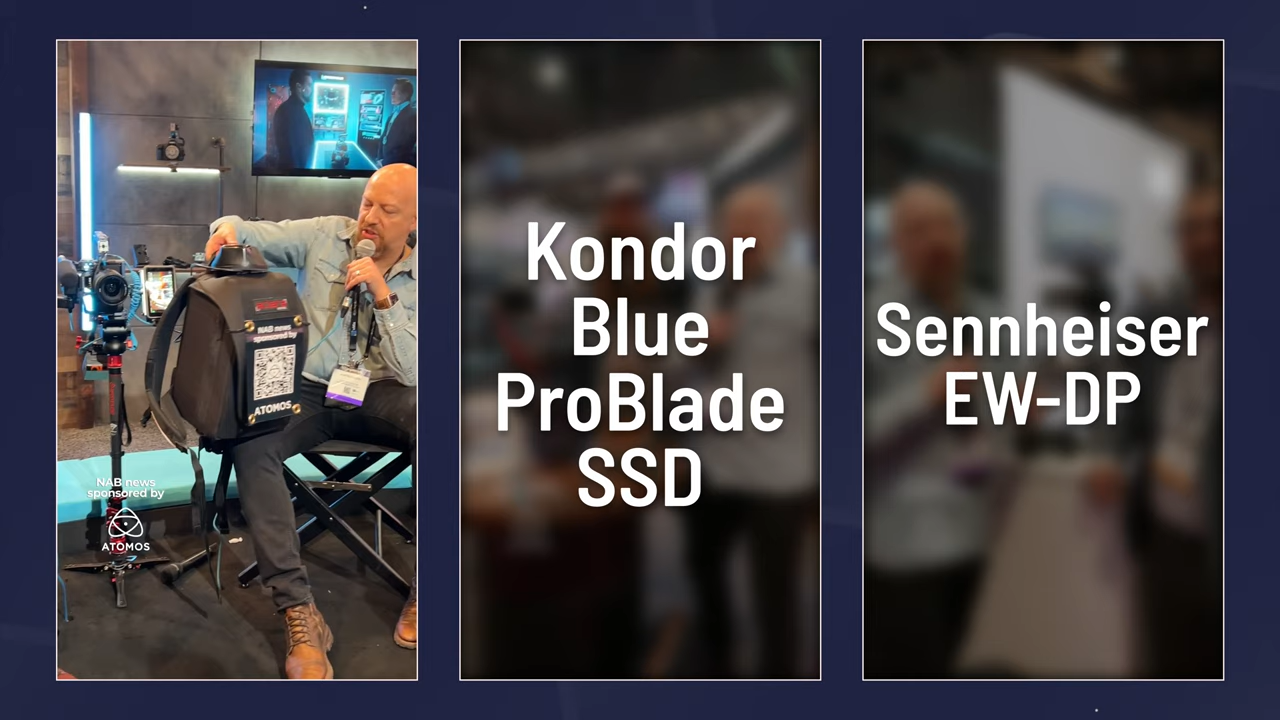 NAB news
sponsored by
ATOMOS
NAB news
sponsored by
ATOMOS
Kondor
Blue
ProBlade
SSD
Sennheiser
EW-DP